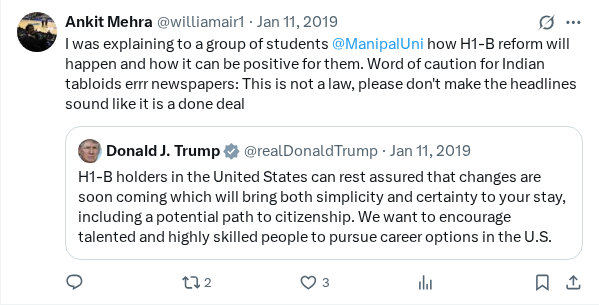 Ankit Mehra @williamair1 · Jan 11, 2019
I was explaining to a group of students @ManipalUni how H1-B reform will
happen and how it can be positive for them. Word of caution for Indian
tabloids errr newspapers: This is not a law, please don't make the headlines
sound like it is a done deal
Donald J. Trump @realDonaldTrump · Jan 11, 2019
H1-B holders in the United States can rest assured that changes are
soon coming which will bring both simplicity and certainty to your stay,
including a potential path to citizenship. We want to encourage
talented and highly skilled people to pursue career options in the U.S.
2 3